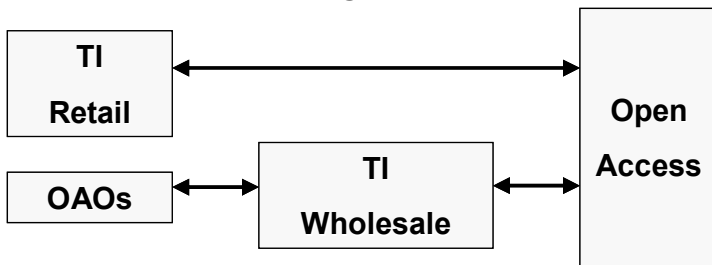 TI
Retail
Open
Access
OAOs
TI
Wholesale